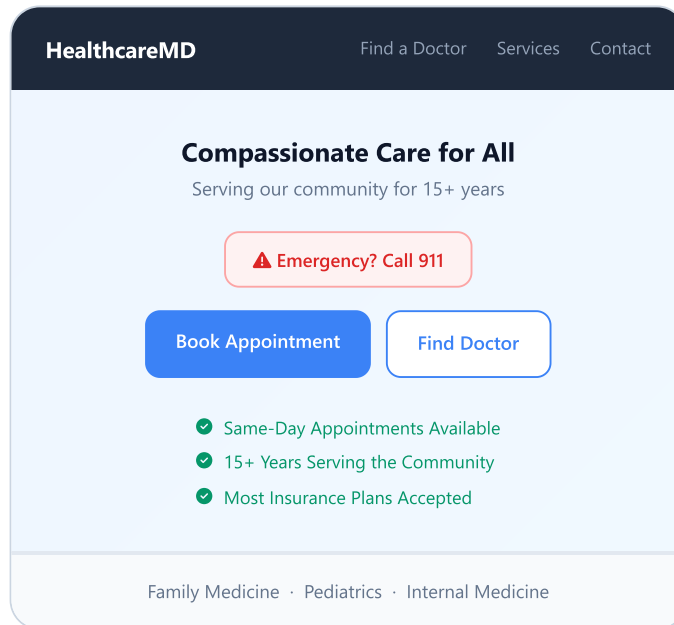 HealthcareMD
Find a Doctor Services Contact
Compassionate Care for All
Serving our community for 15+ years
Emergency? Call 911
Book Appointment Find Doctor
Same-Day Appointments Available
15+ Years Serving the Community
Most Insurance Plans Accepted
Family Medicine · Pediatrics · Internal Medicine